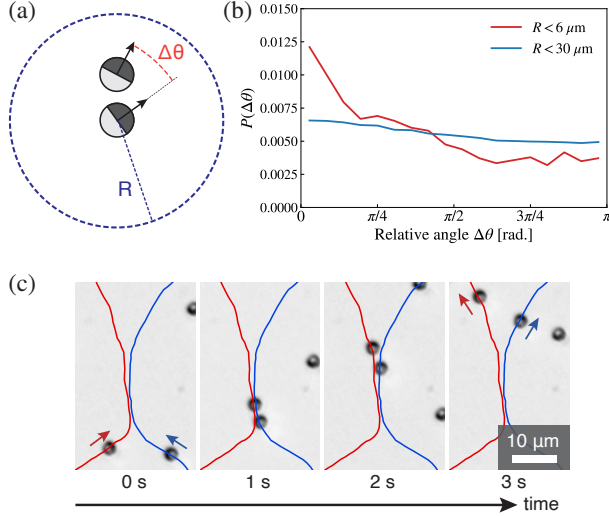 (a)
Δθ
R
(b)
0.0150
0.0125
0.0100
0.0075
0.0050
0.0025
0.0000
P(Δθ)
R < 6 μm
R < 30 μm
π/4
π/2
3π/4
π
0
Relative angle Δθ [rad.]
(c)
10 μm
0 s
1 s
2 s
3 s
time